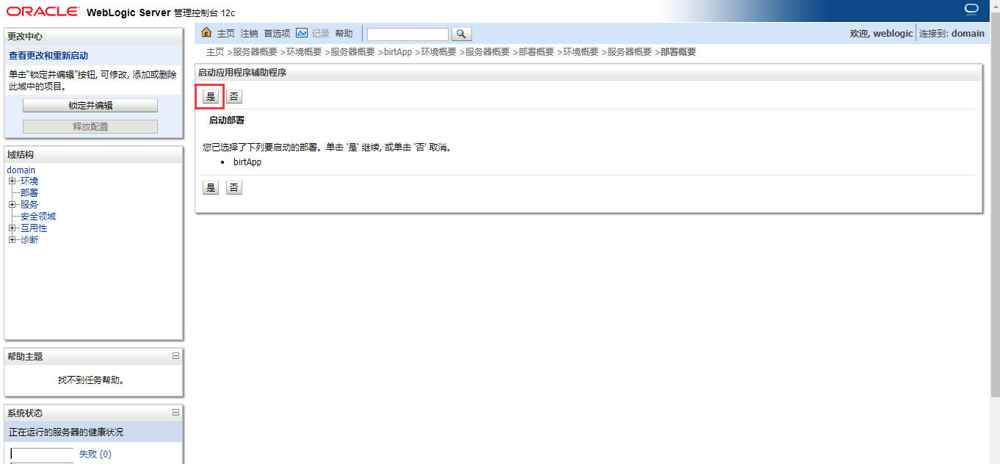 ORACLE WebLogic Server 管理控制台 12c
更改中心
查看更改和重新启动
单击“锁定并编辑”按钮, 可修改, 添加或删除
此域中的项目。
锁定并编辑
释放配置
域结构
domain
环境
部署
服务
安全领域
互用性
诊断
帮助主题
找不到任务帮助。
系统状态
正在运行的服务器的健康状况
失败 (0)
主页 注销 首选项 记录 帮助
欢迎, weblogic 连接到: domain
主页 >服务器概要 >环境概要 >服务器概要 >birtApp >环境概要 >服务器概要 >部署概要 >环境概要 >服务器概要 >部署概要
启动应用程序辅助程序
是 否
启动部署
您已选择了下列要启动的部署。单击 '是' 继续, 或单击 '否' 取消。
• birtApp
是 否